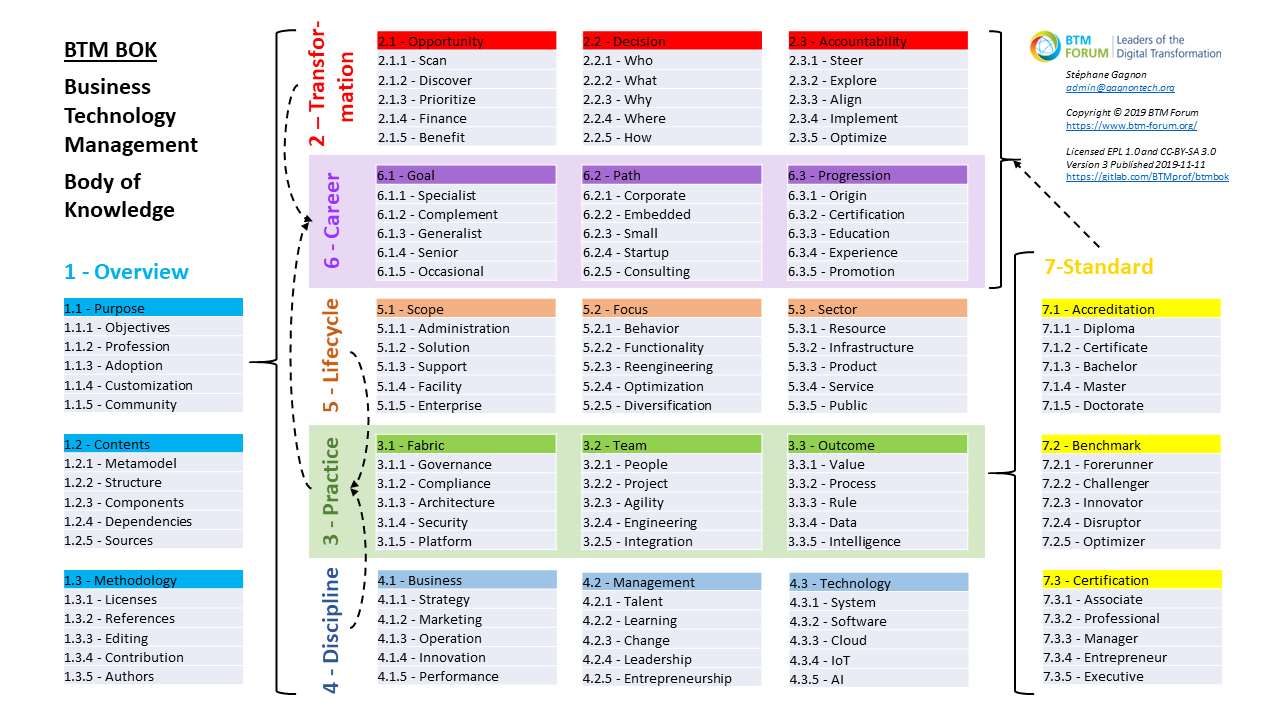 BTM BOK
Business
Technology
Management
Body of
Knowledge
1 - Overview
1.1 - Purpose
1.1.1 - Objectives
1.1.2 - Profession
1.1.3 - Adoption
1.1.4 - Customization
1.1.5 - Community
1.2 - Contents
1.2.1 - Metamodel
1.2.2 - Structure
1.2.3 - Components
1.2.4 - Dependencies
1.2.5 - Sources
1.3 - Methodology
1.3.1 - Licenses
1.3.2 - References
1.3.3 - Editing
1.3.4 - Contribution
1.3.5 - Authors
2 – Transfor-
mation
2.1 - Opportunity
2.1.1 - Scan
2.1.2 - Discover
2.1.3 - Prioritize
2.1.4 - Finance
2.1.5 - Benefit
2.2 - Decision
2.2.1 - Who
2.2.2 - What
2.2.3 - Why
2.2.4 - Where
2.2.5 - How
2.3 - Accountability
2.3.1 - Steer
2.3.2 - Explore
2.3.3 - Align
2.3.4 - Implement
2.3.5 - Optimize
6 - Career
6.1 - Goal
6.1.1 - Specialist
6.1.2 - Complement
6.1.3 - Generalist
6.1.4 - Senior
6.1.5 - Occasional
6.2 - Path
6.2.1 - Corporate
6.2.2 - Embedded
6.2.3 - Small
6.2.4 - Startup
6.2.5 - Consulting
6.3 - Progression
6.3.1 - Origin
6.3.2 - Certification
6.3.3 - Education
6.3.4 - Experience
6.3.5 - Promotion
5 - Lifecycle
5.1 - Scope
5.1.1 - Administration
5.1.2 - Solution
5.1.3 - Support
5.1.4 - Facility
5.1.5 - Enterprise
5.2 - Focus
5.2.1 - Behavior
5.2.2 - Functionality
5.2.3 - Reengineering
5.2.4 - Optimization
5.2.5 - Diversification
5.3 - Sector
5.3.1 - Resource
5.3.2 - Infrastructure
5.3.3 - Product
5.3.4 - Service
5.3.5 - Public
3 - Practice
3.1 - Fabric
3.1.1 - Governance
3.1.2 - Compliance
3.1.3 - Architecture
3.1.4 - Security
3.1.5 - Platform
3.2 - Team
3.2.1 - People
3.2.2 - Project
3.2.3 - Agility
3.2.4 - Engineering
3.2.5 - Integration
3.3 - Outcome
3.3.1 - Value
3.3.2 - Process
3.3.3 - Rule
3.3.4 - Data
3.3.5 - Intelligence
4 - Discipline
4.1 - Business
4.1.1 - Strategy
4.1.2 - Marketing
4.1.3 - Operation
4.1.4 - Innovation
4.1.5 - Performance
4.2 - Management
4.2.1 - Talent
4.2.2 - Learning
4.2.3 - Change
4.2.4 - Leadership
4.2.5 - Entrepreneurship
4.3 - Technology
4.3.1 - System
4.3.2 - Software
4.3.3 - Cloud
4.3.4 - IoT
4.3.5 - AI
BTM
FORUM
Leaders of the
Digital Transformation
Stéphane Gagnon
admin@gagnontech.org
Copyright © 2019 BTM Forum
https://www.btm-forum.org/
Licensed EPL 1.0 and CC-BY-SA 3.0
Version 3 Published 2019-11-11
https://gitlab.com/BTMprof/btmbok
7-Standard
7.1 - Accreditation
7.1.1 - Diploma
7.1.2 - Certificate
7.1.3 - Bachelor
7.1.4 - Master
7.1.5 - Doctorate
7.2 - Benchmark
7.2.1 - Forerunner
7.2.2 - Challenger
7.2.3 - Innovator
7.2.4 - Disruptor
7.2.5 - Optimizer
7.3 - Certification
7.3.1 - Associate
7.3.2 - Professional
7.3.3 - Manager
7.3.4 - Entrepreneur
7.3.5 - Executive